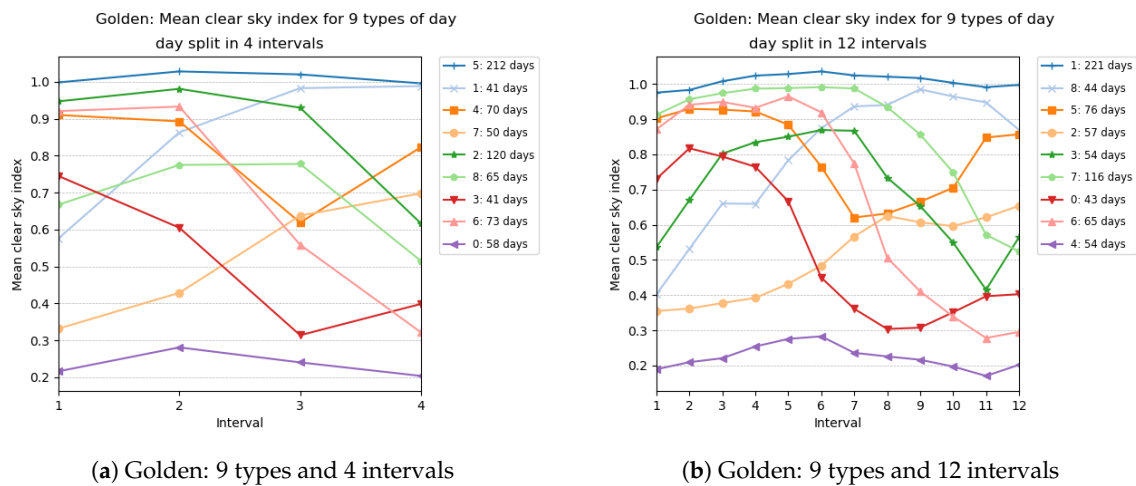 Golden: Mean clear sky index for 9 types of day
day split in 4 intervals
Mean clear sky index
1.0
0.9
0.8
0.7
0.6
0.5
0.4
0.3
0.2
1 2 3 4
Interval
5: 212 days
1: 41 days
4: 70 days
7: 50 days
2: 120 days
8: 65 days
3: 41 days
6: 73 days
0: 58 days
(a) Golden: 9 types and 4 intervals
Golden: Mean clear sky index for 9 types of day
day split in 12 intervals
Mean clear sky index
1.0
0.9
0.8
0.7
0.6
0.5
0.4
0.3
0.2
1 2 3 4 5 6 7 8 9 10 11 12
Interval
1: 221 days
8: 44 days
5: 76 days
2: 57 days
3: 54 days
7: 116 days
0: 43 days
6: 65 days
4: 54 days
(b) Golden: 9 types and 12 intervals